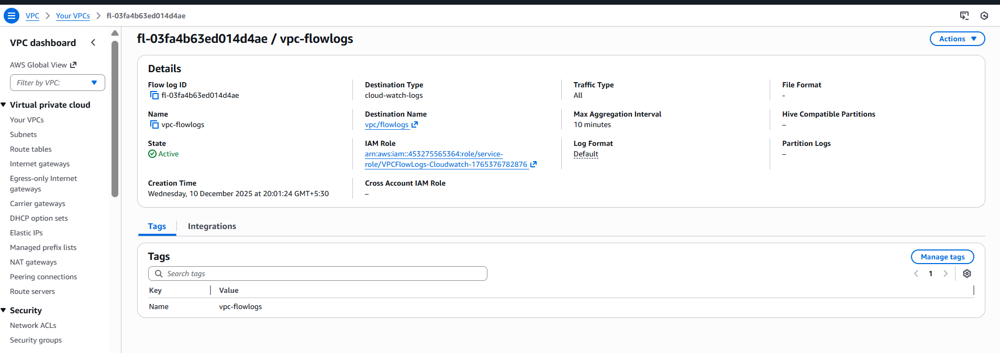 VPC
Your VPCs
fl-03fa4b63ed014d4ae
VPC dashboard
AWS Global View
Filter by VPC:
Virtual private cloud
Your VPCs
Subnets
Route tables
Internet gateways
Egress-only Internet
gateways
Carrier gateways
DHCP option sets
Elastic IPs
Managed prefix lists
NAT gateways
Peering connections
Route servers
Security
Network ACLs
Security groups
fl-03fa4b63ed014d4ae / vpc-flowlogs
Actions
Details
Flow log ID
fl-03fa4b63ed014d4ae
Destination Type
cloud-watch-logs
Traffic Type
All
File Format
-
Name
vpc-flowlogs
Destination Name
vpc/flowlogs
Max Aggregation Interval
10 minutes
Hive Compatible Partitions
–
State
Active
IAM Role
arn:aws:iam::453275565364:role/service-
role/VPCFlowLogs-Cloudwatch-1765376782876
Log Format
Default
Partition Logs
–
Creation Time
Wednesday, 10 December 2025 at 20:01:24 GMT+5:30
Cross Account IAM Role
–
Tags
Integrations
Tags
Manage tags
Search tags
1
Key
Value
Name
vpc-flowlogs